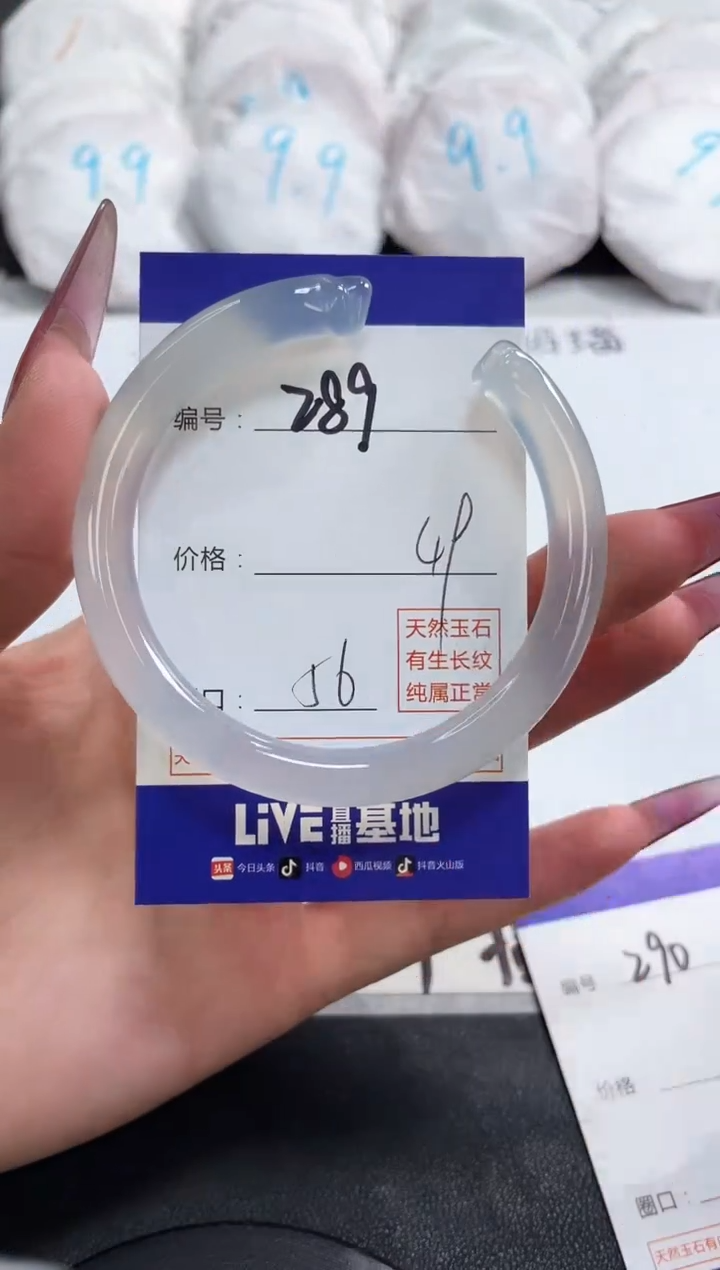 99
9.9
9.9
编号：289
价格：49
天然玉石
有生长纹
纯属正常
口：56
LiVE直播基地
头条 今日头条 抖音 西瓜视频 抖音火山版
编号 290
价格
圈口：
天然玉石有